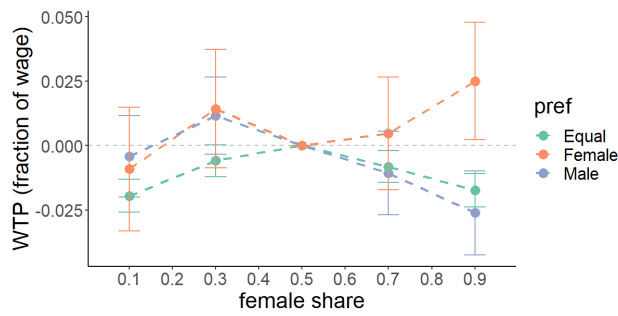 WTP (fraction of wage)
0.050
0.025
0.000
-0.025
0.1 0.2 0.3 0.4 0.5 0.6 0.7 0.8 0.9
female share
pref
Equal
Female
Male